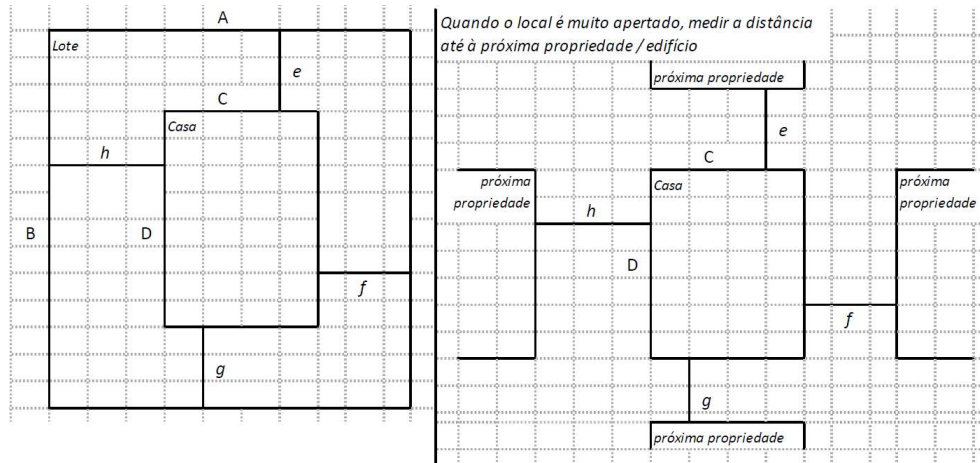 A
Lote
e
C
Casa
h
B
D
f
g
Quando o local é muito apertado, medir a distância
até à próxima propriedade / edifício
próxima propriedade
e
C
próxima
propriedade
Casa
próxima
propriedade
h
D
f
g
próxima propriedade